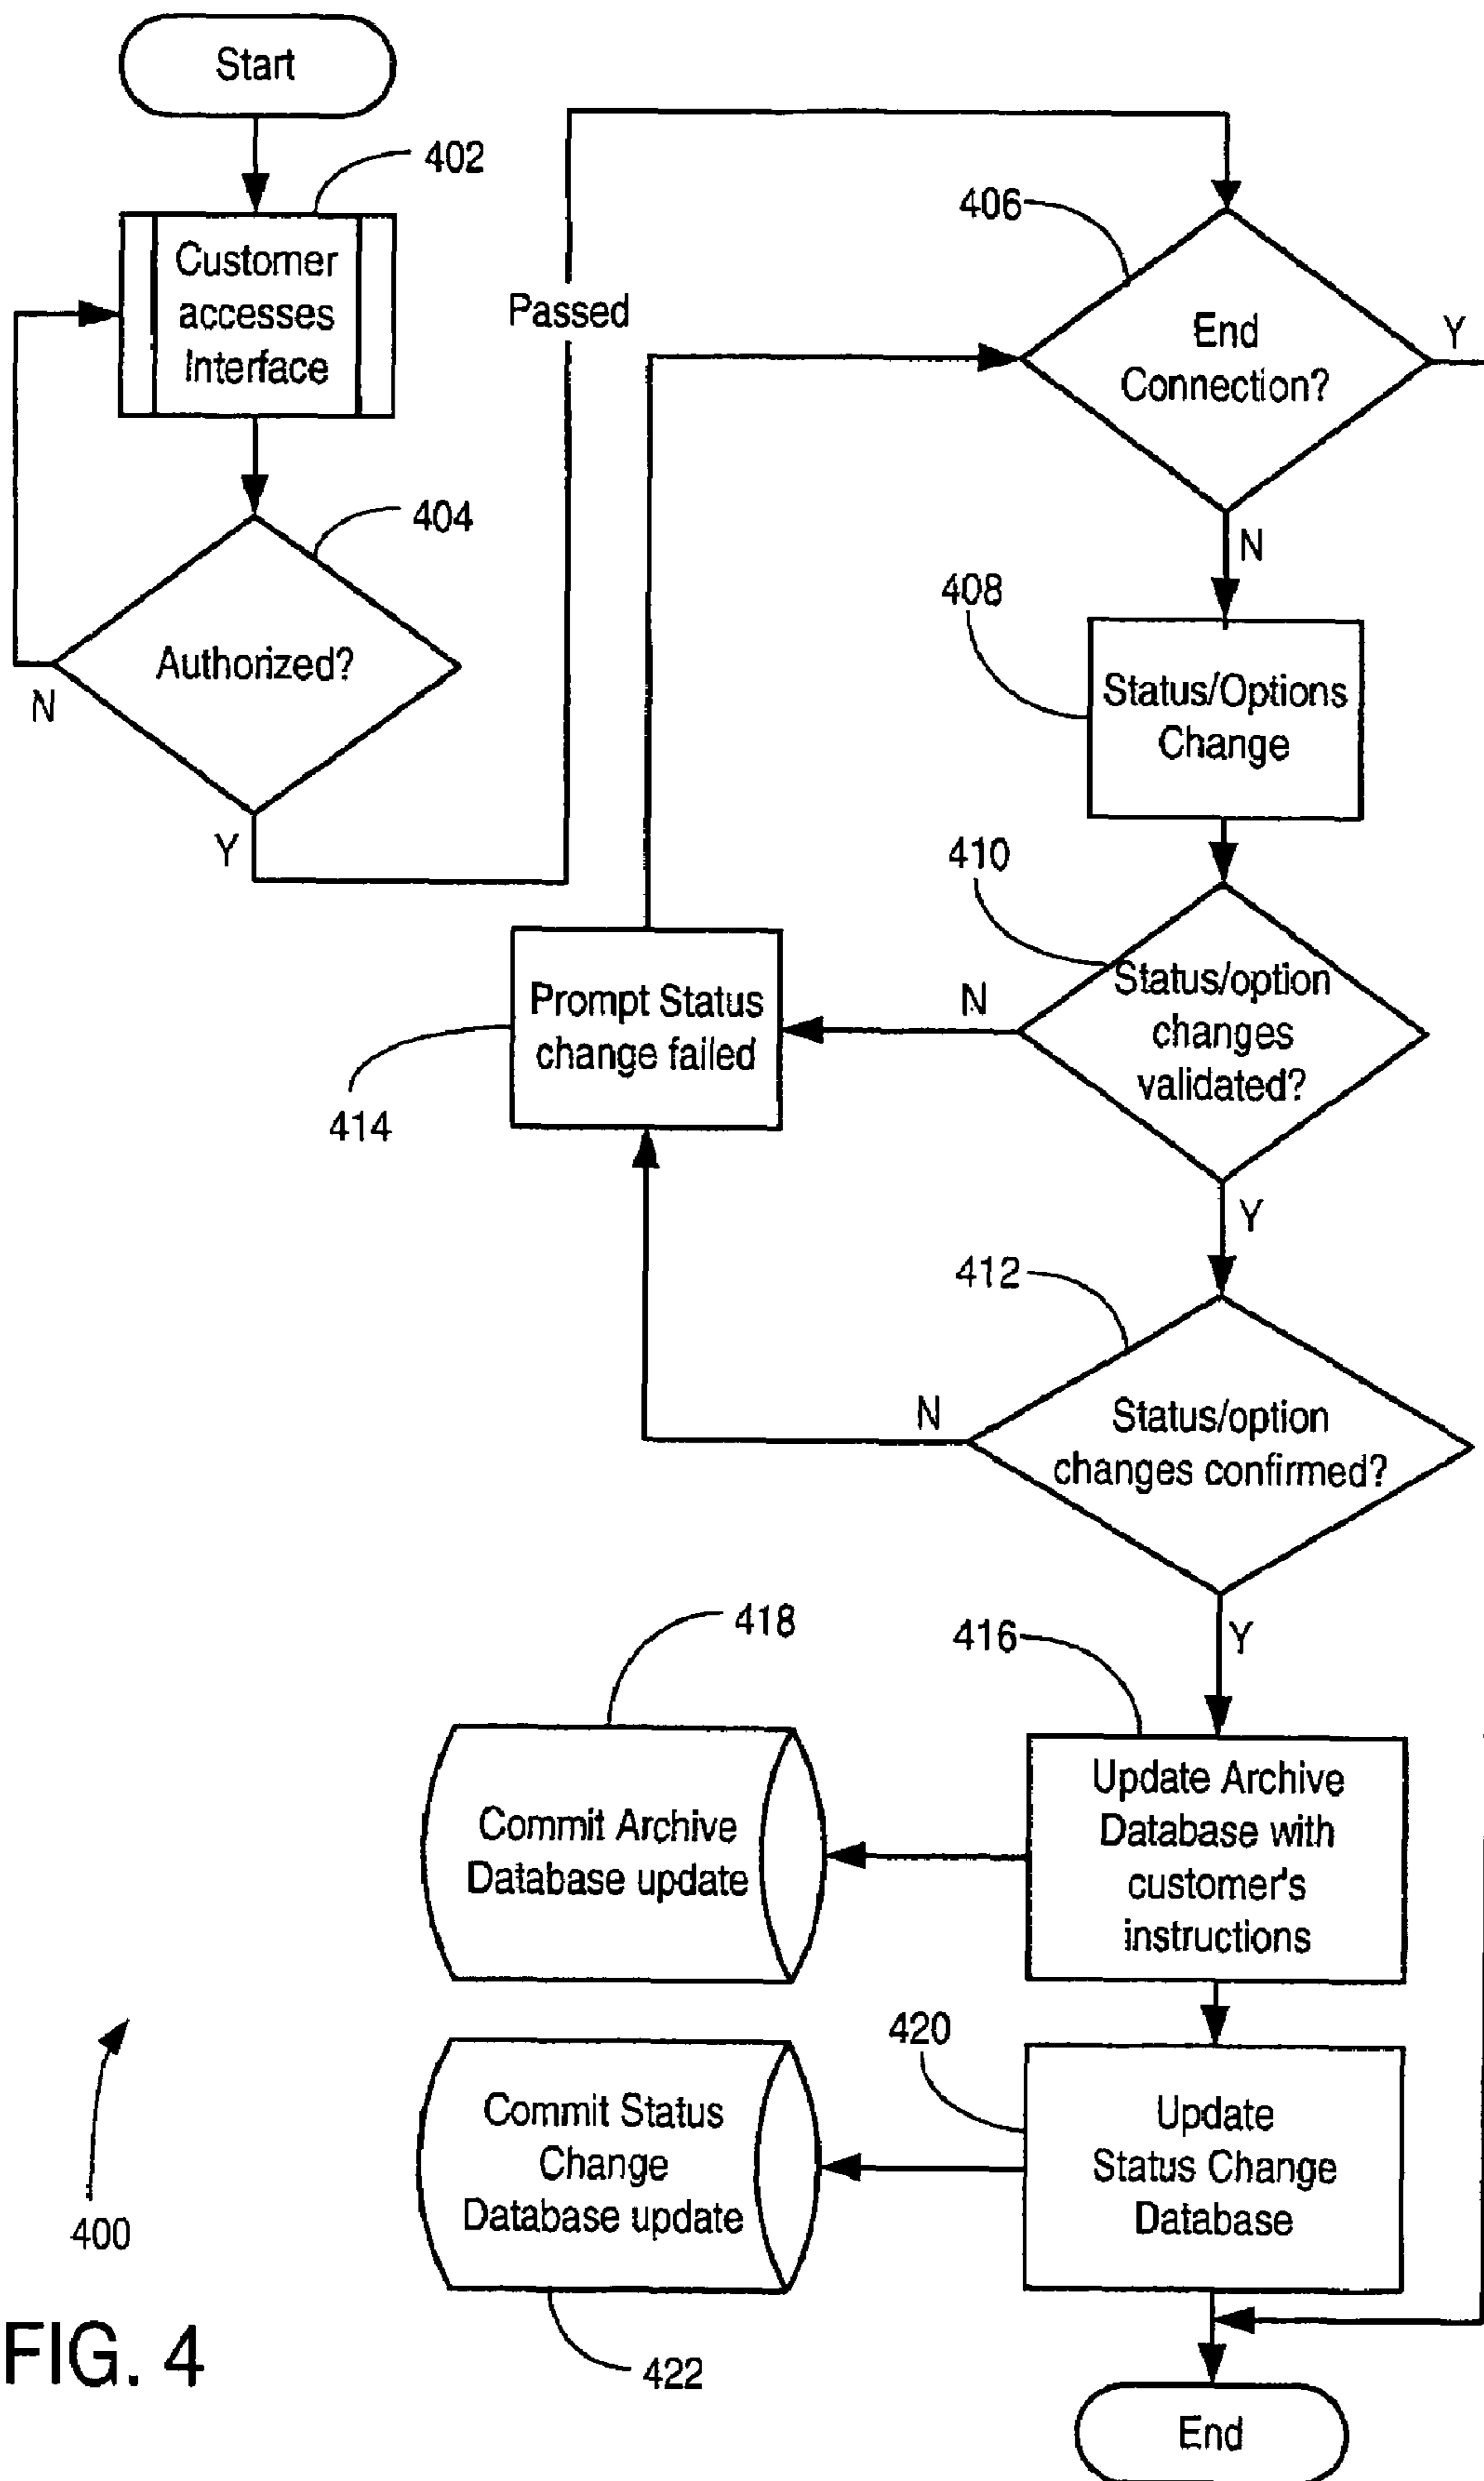 Start
402
Customer
accesses
Interface
404
Authorized?
N
Y
Passed
406
End
Connection?
Y
N
408
Status/Options
Change
410
Status/option
changes
validated?
N
Y
Prompt Status
change failed
414
412
Status/option
changes confirmed?
N
Y
416
Update Archive
Database with
customer's
instructions
418
Commit Archive
Database update
420
Update
Status Change
Database
Commit Status
Change
Database update
422
400
FIG. 4
End